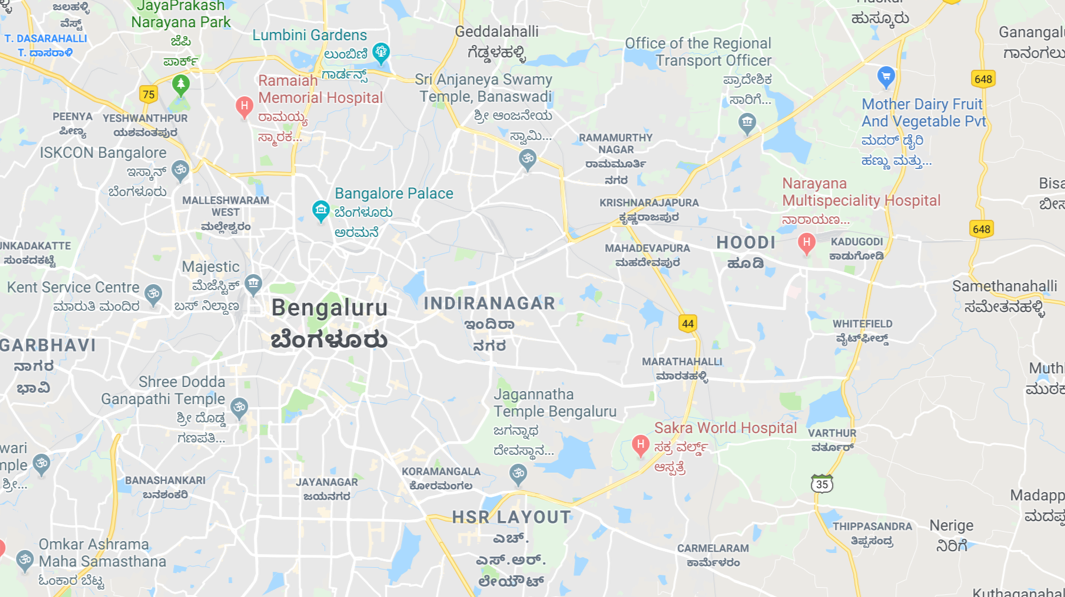 JayaPrakash
Narayana Park
ಜೆಪಿ
ಪಾರ್ಕ್
ಜಲಹಳ್ಳಿ
ವೆಸ್ಟ್
T. DASARAHALLI
ಟಿ. ದಾಸರಾಳಿ
Lumbini Gardens
ಲುಂಬಿಣಿ
ಗಾರ್ಡನ್ಸ್
Geddalahalli
ಗೆಡ್ಡಳಹಳ್ಳಿ
Office of the Regional
Transport Officer
ಪ್ರಾದೇಶಿಕ
ಸಾರಿಗೆ...
ಹುಸ್ಕೂರು
Ganangalu
ಗಾನಂಗಲು
648
75
Ramaiah
Memorial Hospital
ರಾಮಯ್ಯ
ಸ್ಮಾರಕ...
Sri Anjaneya Swamy
Temple, Banaswadi
ಶ್ರೀ ಆಂಜನೇಯ
ಸ್ವಾಮಿ...
Mother Dairy Fruit
And Vegetable Pvt
ಮದರ್ ಡೈರಿ
ಹಣ್ಣು ಮತ್ತು...
PEENYA
ಪೀಣ್ಯ
YESHWANTHPUR
ಯಶವಂತಪುರ
RAMAMURTHY
NAGAR
ರಾಮಮೂರ್ತಿ
ನಗರ
ISKCON Bangalore
ಇಸ್ಕಾನ್
ಬೆಂಗಳೂರು
Bangalore Palace
ಬೆಂಗಳೂರು
ಅರಮನೆ
MALLESHWARAM
WEST
ಮಲ್ಲೇಶ್ವರಂ
KRISHNARAJAPURA
ಕೃಷ್ಣರಾಜಪುರ
Narayana
Multispeciality Hospital
ನಾರಾಯಣ...
Bisa
ಬೀಸ
648
UNKADAKATTE
ಸುಂಕದಕಟ್ಟೆ
MAHADEVAPURA
ಮಹದೇವಪುರ
HOODI
ಹೂಡಿ
KADUGODI
ಕಾಡುಗೋಡಿ
Kent Service Centre
ಮಾರುತಿ ಮಂದಿರ
Majestic
ಮೆಜೆಸ್ಟಿಕ್
ಬಸ್ ನಿಲ್ದಾಣ
Bengaluru
ಬೆಂಗಳೂರು
INDIRANAGAR
ಇಂದಿರಾ
ನಗರ
Samethanahalli
ಸಮೇತನಹಳ್ಳಿ
44
WHITEFIELD
ವೈಟ್‌ಫೀಲ್ಡ್
GARBHAVI
ನಾಗರ
ಭಾವಿ
MARATHAHALLI
ಮಾರತಹಳ್ಳಿ
Muth
ಮುಠಕ
Shree Dodda
Ganapathi Temple
ಶ್ರೀ ದೊಡ್ಡ
ಗಣಪತಿ...
Jagannatha
Temple Bengaluru
ಜಗನ್ನಾಥ
ದೇವಸ್ಥಾನ...
Sakra World Hospital
ಸಕ್ರ ವರ್ಲ್ಡ್
ಆಸ್ಪತ್ರೆ
VARTHUR
ವರ್ತೂರ್
35
wari
mple
ಶ್ರೀ...
BANASHANKARI
ಬನಶಂಕರಿ
JAYANAGAR
ಜಯನಗರ
KORAMANGALA
ಕೋರಮಂಗಲ
HSR LAYOUT
ಎಚ್.
ಎಸ್.ಆರ್.
ಲೇಯೌಟ್
Madapp
ಮದಪ್ಪ
THIPPASANDRA
ತಿಪ್ಪಸಂದ್ರ
Nerige
ನಿರಿಗೆ
Omkar Ashrama
Maha Samasthana
ಓಂಕಾರ ಬೆಟ್ಟ
CARMELARAM
ಕಾರ್ಮೆಳರಂ
Kuthaganahal